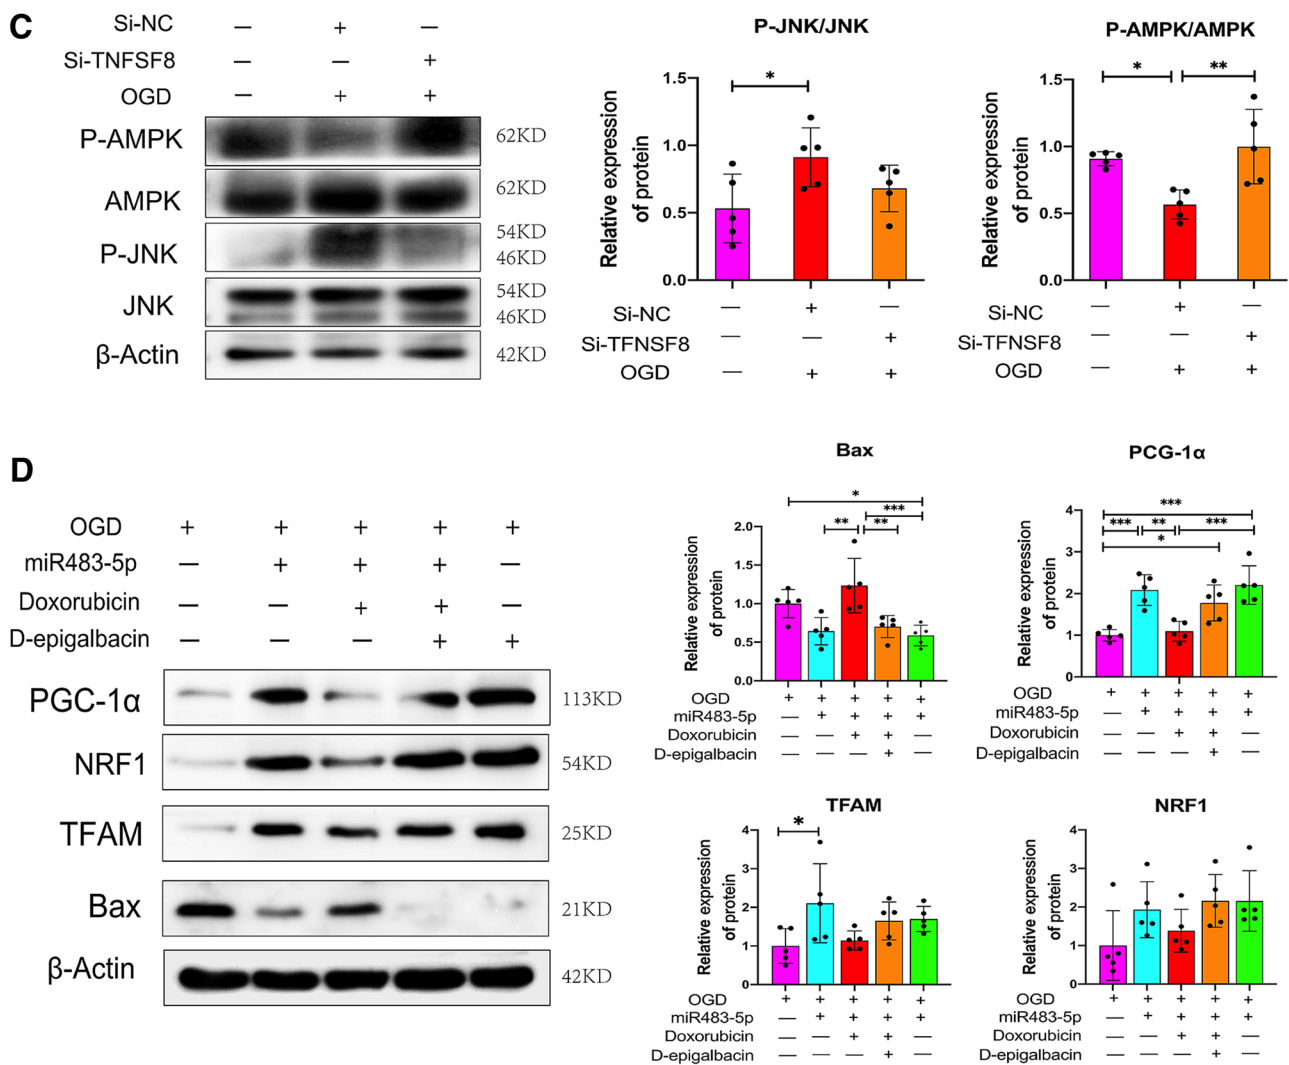 C
Si-NC — + —
Si-TNFSF8 — — +
OGD — + +
P-AMPK 62KD
AMPK 62KD
P-JNK 54KD
46KD
JNK 54KD
46KD
β-Actin 42KD
P-JNK/JNK
Relative expression
of protein
1.5
1.0
0.5
0.0
*
Si-NC — + —
Si-TFNSF8 — — +
OGD — + +
P-AMPK/AMPK
Relative expression
of protein
1.5
1.0
0.5
0.0
* **
Si-NC — + —
Si-TFNSF8 — — +
OGD — + +
D
OGD + + + + +
miR483-5p — + + + —
Doxorubicin — — + + —
D-epigalbacin — — — + +
PGC-1α 113KD
NRF1 54KD
TFAM 25KD
Bax 21KD
β-Actin 42KD
Bax
Relative expression
of protein
2.0
1.5
1.0
0.5
0.0
*
***
** **
OGD + + + + +
miR483-5p — + + + +
Doxorubicin — — + + —
D-epigalbacin — — — + —
PCG-1α
Relative expression
of protein
4
3
2
1
0
***
*** ** ***
*
OGD + + + + +
miR483-5p — + + + +
Doxorubicin — — + + —
D-epigalbacin — — — + —
TFAM
Relative expression
of protein
4
3
2
1
0
*
OGD + + + + +
miR483-5p — + + + +
Doxorubicin — — + + —
D-epigalbacin — — — + —
NRF1
Relative expression
of protein
4
3
2
1
0
OGD + + + + +
miR483-5p — + + + +
Doxorubicin — — + + —
D-epigalbacin — — — + —